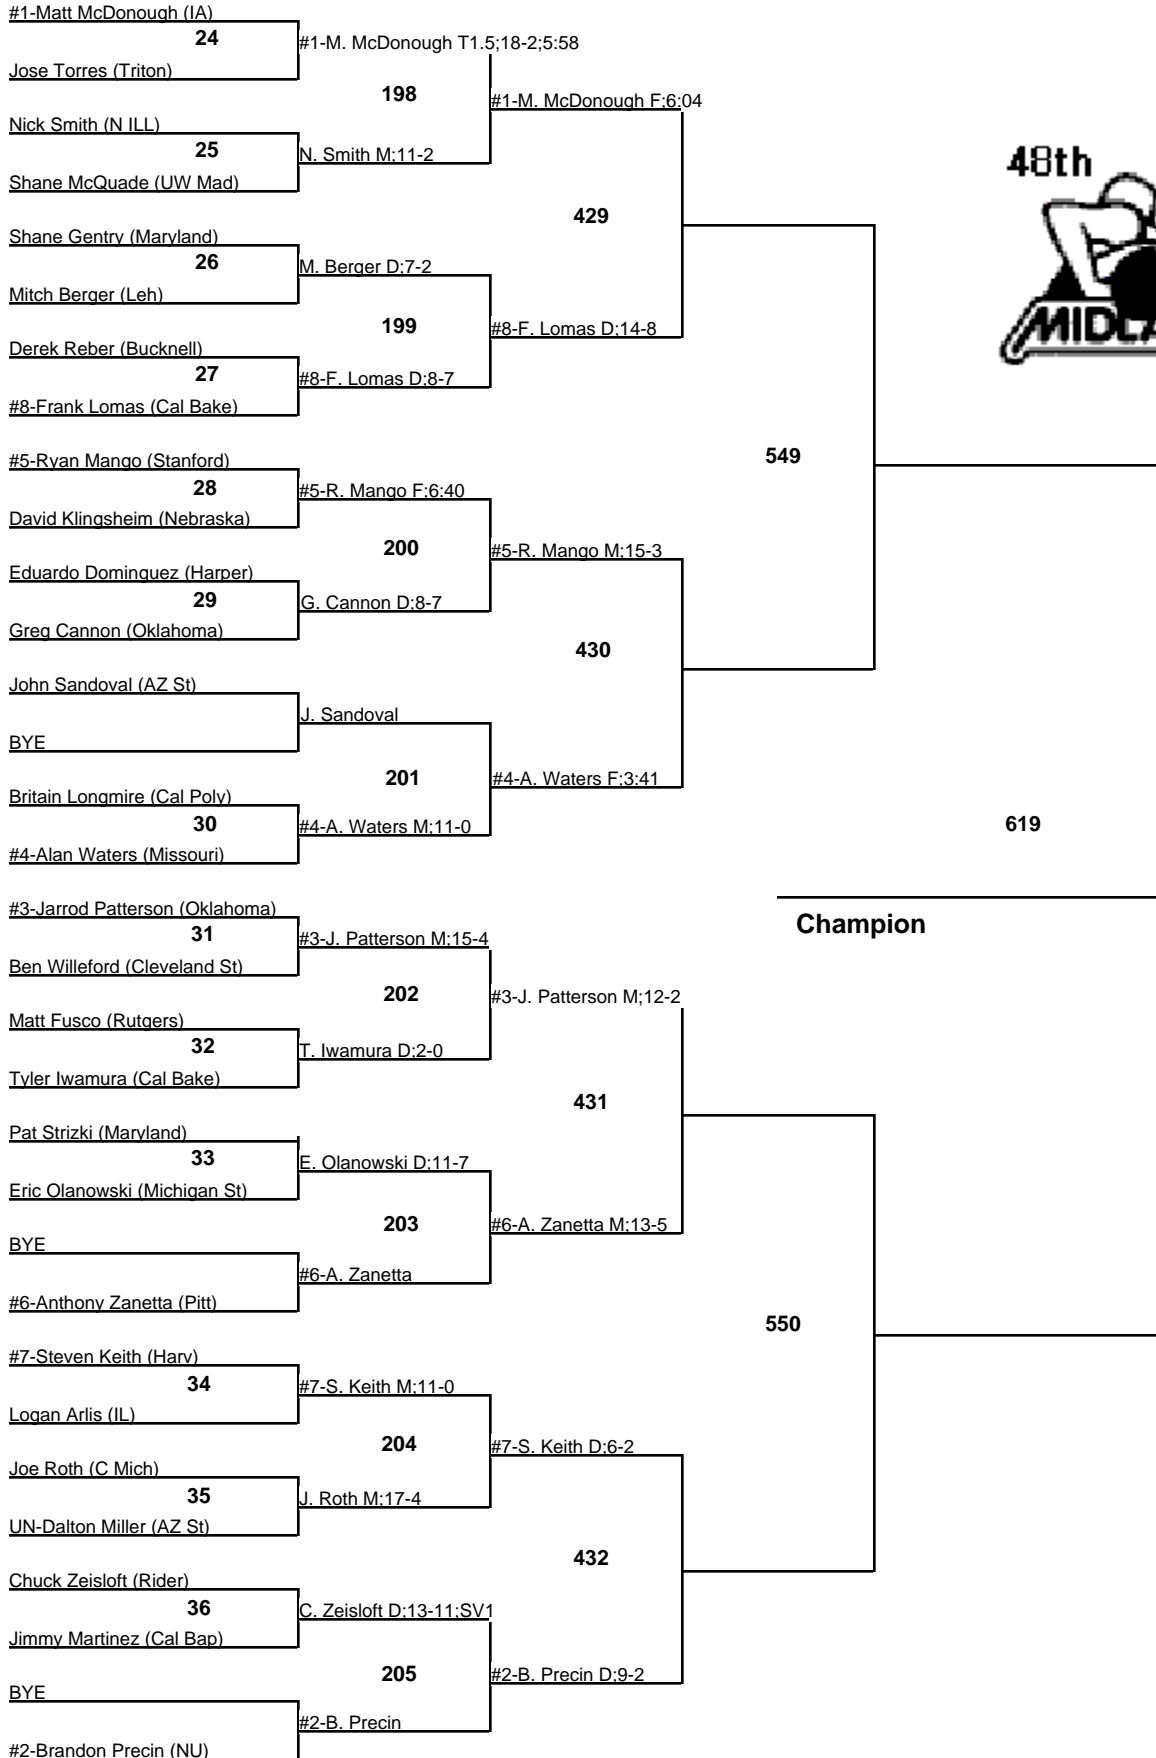 #1-Matt McDonough (IA)
24
#1-M. McDonough T1.5;18-2;5:58
Jose Torres (Triton)
198
#1-M. McDonough F;6:04
Nick Smith (N ILL)
25
N. Smith M;11-2
Shane McQuade (UW Mad)
48th
429
Shane Gentry (Maryland)
26
M. Berger D;7-2
Mitch Berger (Leh)
199
#8-F. Lomas D;14-8
Derek Reber (Bucknell)
27
#8-F. Lomas D;8-7
#8-Frank Lomas (Cal Bake)
549
#5-Ryan Mango (Stanford)
28
#5-R. Mango F;6:40
David Klingsheim (Nebraska)
200
#5-R. Mango M;15-3
Eduardo Dominguez (Harper)
29
G. Cannon D;8-7
Greg Cannon (Oklahoma)
430
John Sandoval (AZ St)
J. Sandoval
BYE
201
#4-A. Waters F;3:41
Britain Longmire (Cal Poly)
30
#4-A. Waters M;11-0
#4-Alan Waters (Missouri)
619
Champion
#3-Jarrod Patterson (Oklahoma)
31
#3-J. Patterson M;15-4
Ben Willeford (Cleveland St)
202
#3-J. Patterson M;12-2
Matt Fusco (Rutgers)
32
T. Iwamura D;2-0
Tyler Iwamura (Cal Bake)
431
Pat Strizki (Maryland)
33
E. Olanowski D;11-7
Eric Olanowski (Michigan St)
203
#6-A. Zanetta M;13-5
BYE
#6-A. Zanetta
#6-Anthony Zanetta (Pitt)
550
#7-Steven Keith (Harv)
34
#7-S. Keith M;11-0
Logan Arlis (IL)
204
#7-S. Keith D;6-2
Joe Roth (C Mich)
35
J. Roth M;17-4
UN-Dalton Miller (AZ St)
432
Chuck Zeisloft (Rider)
36
C. Zeisloft D;13-11;SV1
Jimmy Martinez (Cal Bap)
205
#2-B. Precin D;9-2
BYE
#2-B. Precin
#2-Brandon Precin (NU)